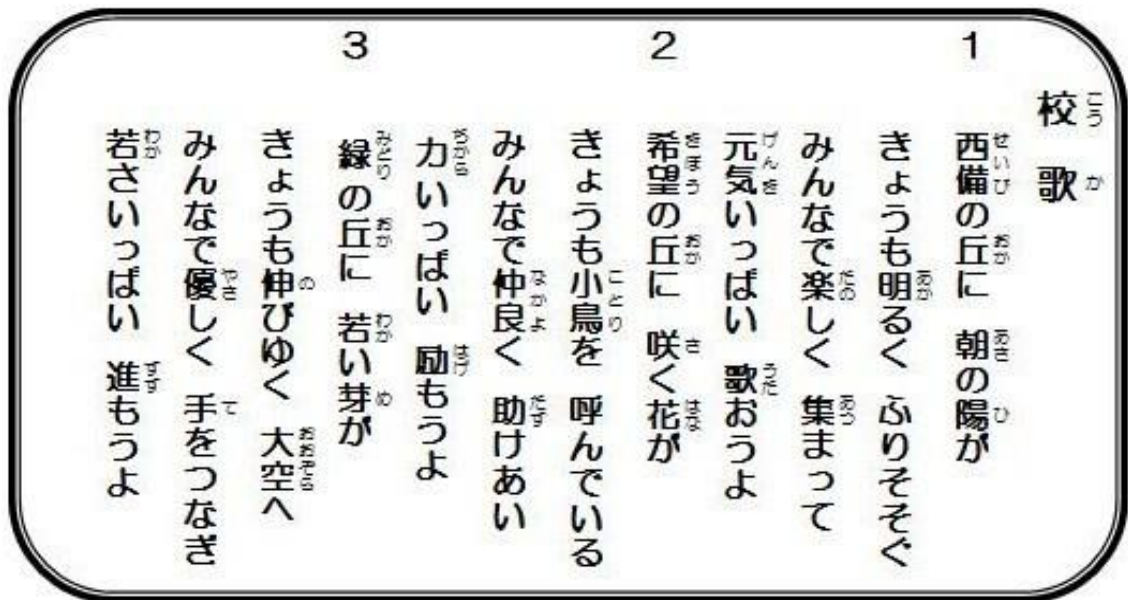 校歌
1 西備の丘に 朝の陽が
きょうも明るく ふりそそぐ
みんなで楽しく 集まって
元気いっぱい 歌おうよ
2 希望の丘に 咲く花が
きょうも小鳥を 呼んでいる
みんなで仲良く 助けあい
力いっぱい 励もうよ
3 緑の丘に 若い芽が
きょうも伸びゆく 大空へ
みんなで優しく 手をつなぎ
若さいっぱい 進もうよ